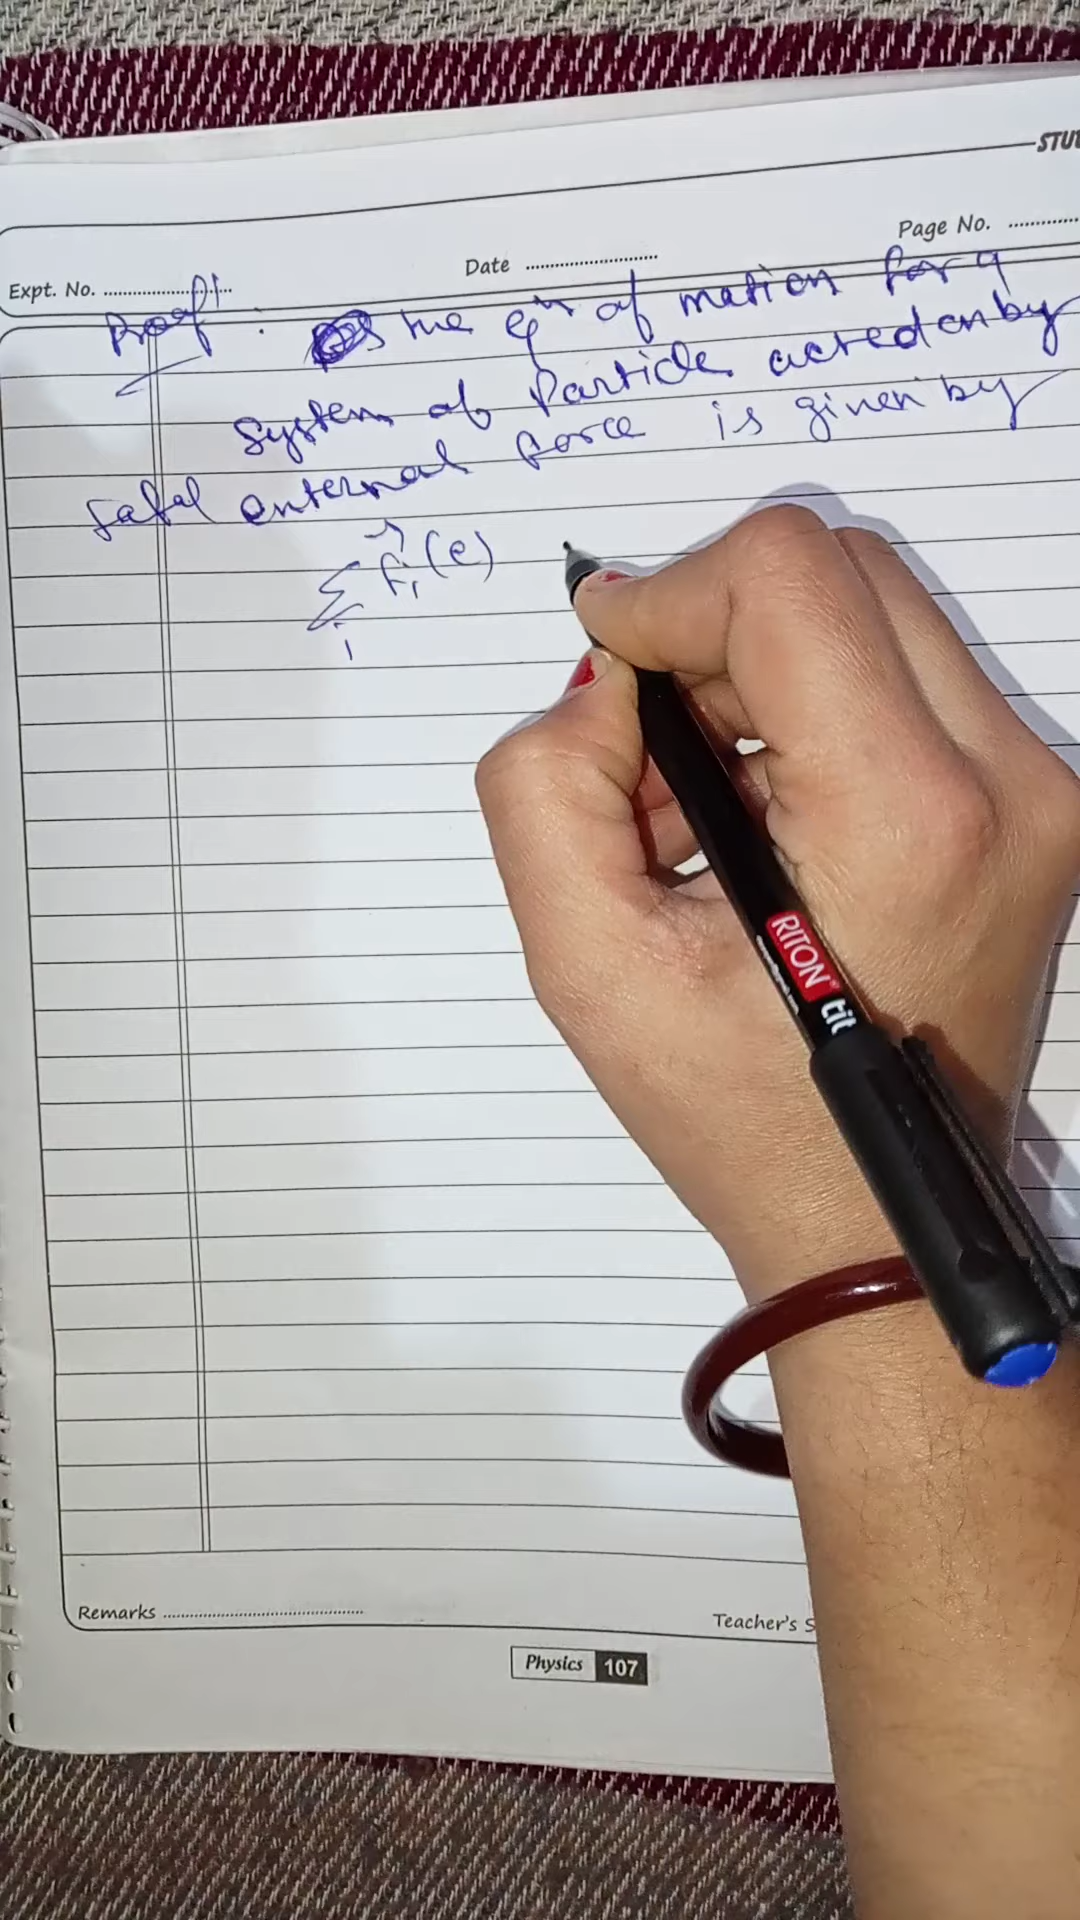 STU
Page No.
Date
Expt. No.
Proof: the eqn of motion for a
system of Particle acted on by
total external force is given by
Σ F⃗i(e)
i
RITON
tit
Remarks
Teacher's S
Physics 107